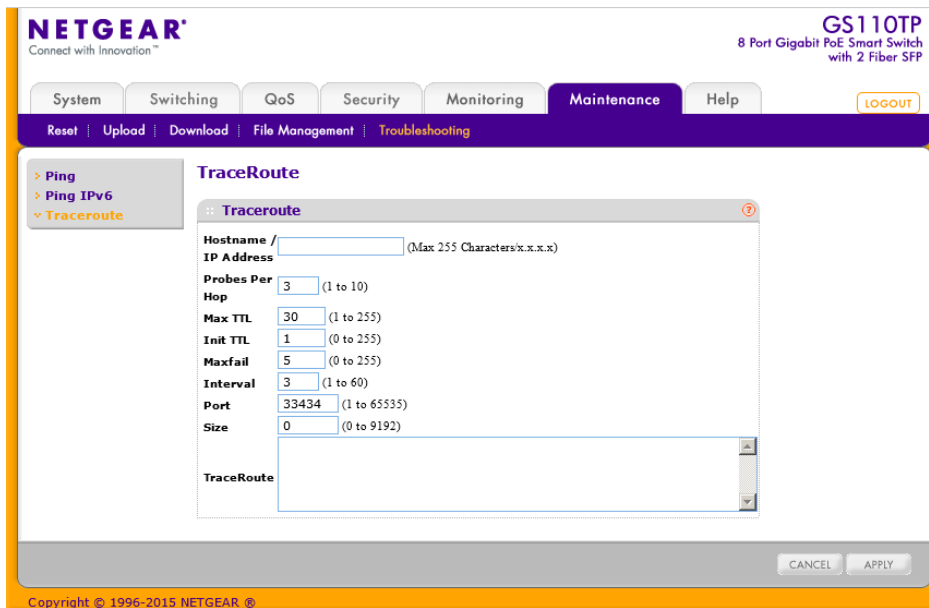 NETGEAR®
Connect with Innovation™
GS110TP
8 Port Gigabit PoE Smart Switch
with 2 Fiber SFP
System Switching QoS Security Monitoring Maintenance Help LOGOUT
Reset | Upload | Download | File Management | Troubleshooting
Ping
Ping IPv6
Traceroute
TraceRoute
Traceroute ?
Hostname /
IP Address (Max 255 Characters/x.x.x.x)
Probes Per
Hop 3 (1 to 10)
Max TTL 30 (1 to 255)
Init TTL 1 (0 to 255)
Maxfail 5 (0 to 255)
Interval 3 (1 to 60)
Port 33434 (1 to 65535)
Size 0 (0 to 9192)
TraceRoute
CANCEL APPLY
Copyright © 1996-2015 NETGEAR ®